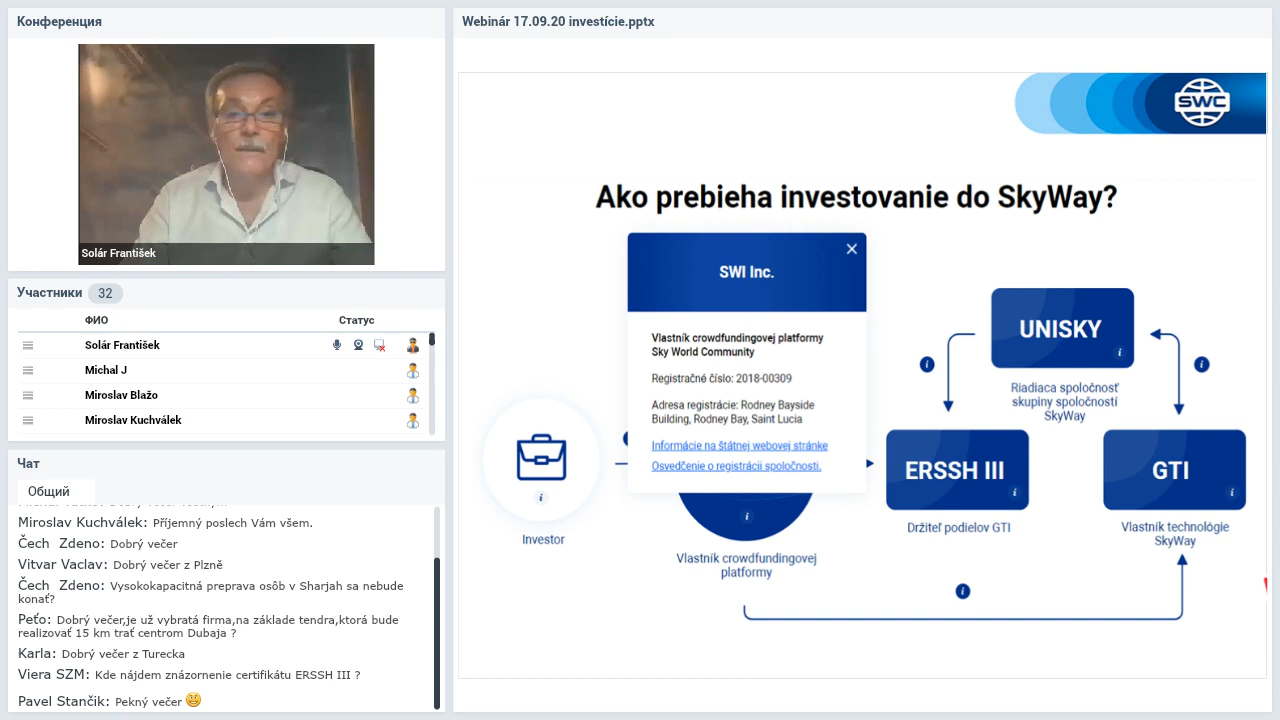 Конференция
Solár František
Участники 32
ФИО Статус
Solár František
Michal J
Miroslav Blažo
Miroslav Kuchválek
Чат
Общий
Miroslav Kuchválek: Příjemný poslech Vám všem.
Čech Zdeno: Dobrý večer
Vitvar Vaclav: Dobrý večer z Plzně
Čech Zdeno: Vysokokapacitná preprava osôb v Sharjah sa nebude
konať?
Peťo: Dobrý večer,je už vybratá firma,na základe tendra,ktorá bude
realizovať 15 km trať centrom Dubaja ?
Karla: Dobrý večer z Turecka
Viera SZM: Kde nájdem znázornenie certifikátu ERSSH III ?
Pavel Stančik: Pekný večer
Webinár 17.09.20 investície.pptx
SWC
Ako prebieha investovanie do SkyWay?
SWI Inc.
Vlastník crowdfundingovej platformy
Sky World Community
Registračné číslo: 2018-00309
Adresa registrácie: Rodney Bayside
Building, Rodney Bay, Saint Lucia
Informácie na štátnej webovej stránke
Osvedčenie o registrácii spoločnosti.
i
Investor
i
Vlastník crowdfundingovej
platformy
UNISKY
i
i
i
Riadiaca spoločnosť
skupiny spoločností
SkyWay
ERSSH III
i
Držiteľ podielov GTI
GTI
i
Vlastník technológie
SkyWay
i